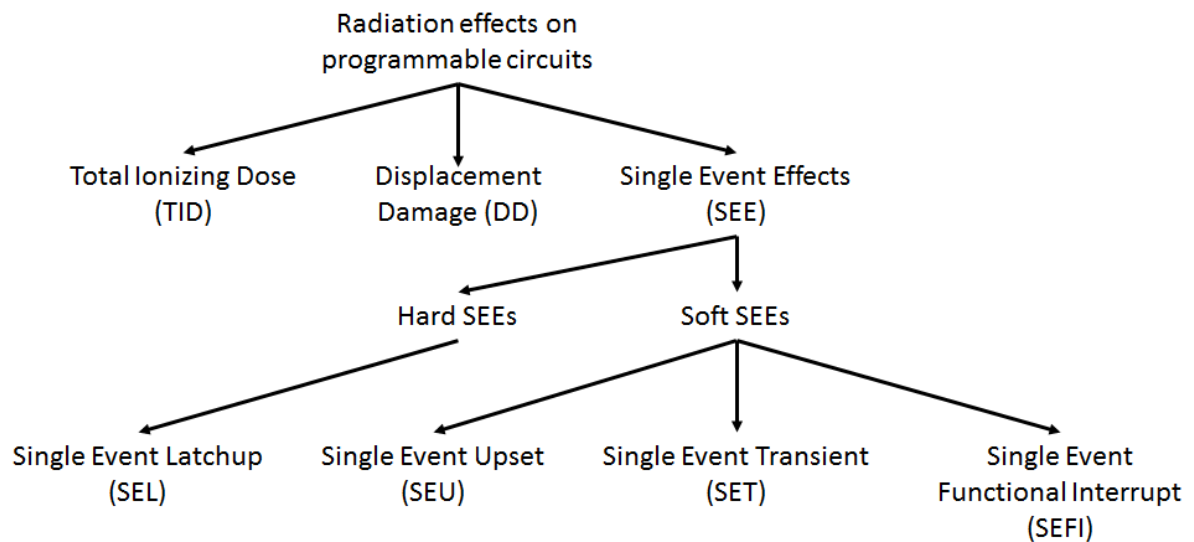 Radiation effects on
programmable circuits
Total Ionizing Dose
(TID)
Displacement
Damage (DD)
Single Event Effects
(SEE)
Hard SEEs
Soft SEEs
Single Event Latchup
(SEL)
Single Event Upset
(SEU)
Single Event Transient
(SET)
Single Event
Functional Interrupt
(SEFI)